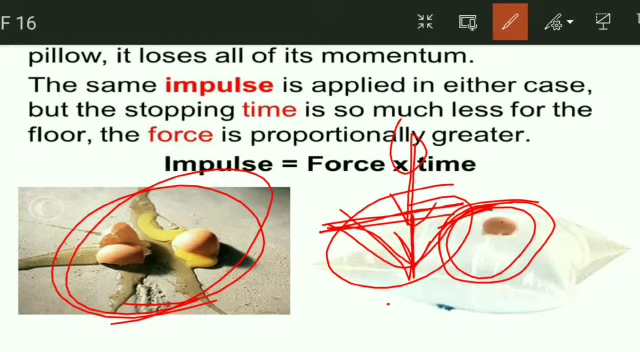 F 16
pillow, it loses all of its momentum.
The same impulse is applied in either case,
but the stopping time is so much less for the
floor, the force is proportionally greater.
Impulse = Force x time